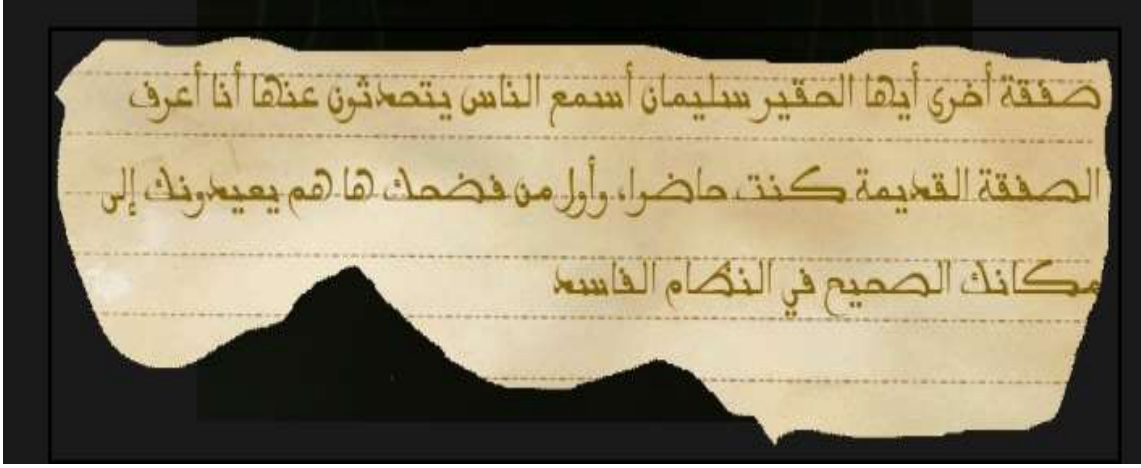 صفقة أخرى أيها الحقير سليمان أسمع الناس يتحدثون عنها أنا أعرف
الصفقة القديمة كنت حاضرا، وأول من فضحك ها هم يعيدونك إلى
مكانك الصحيح في النظام الفاسد